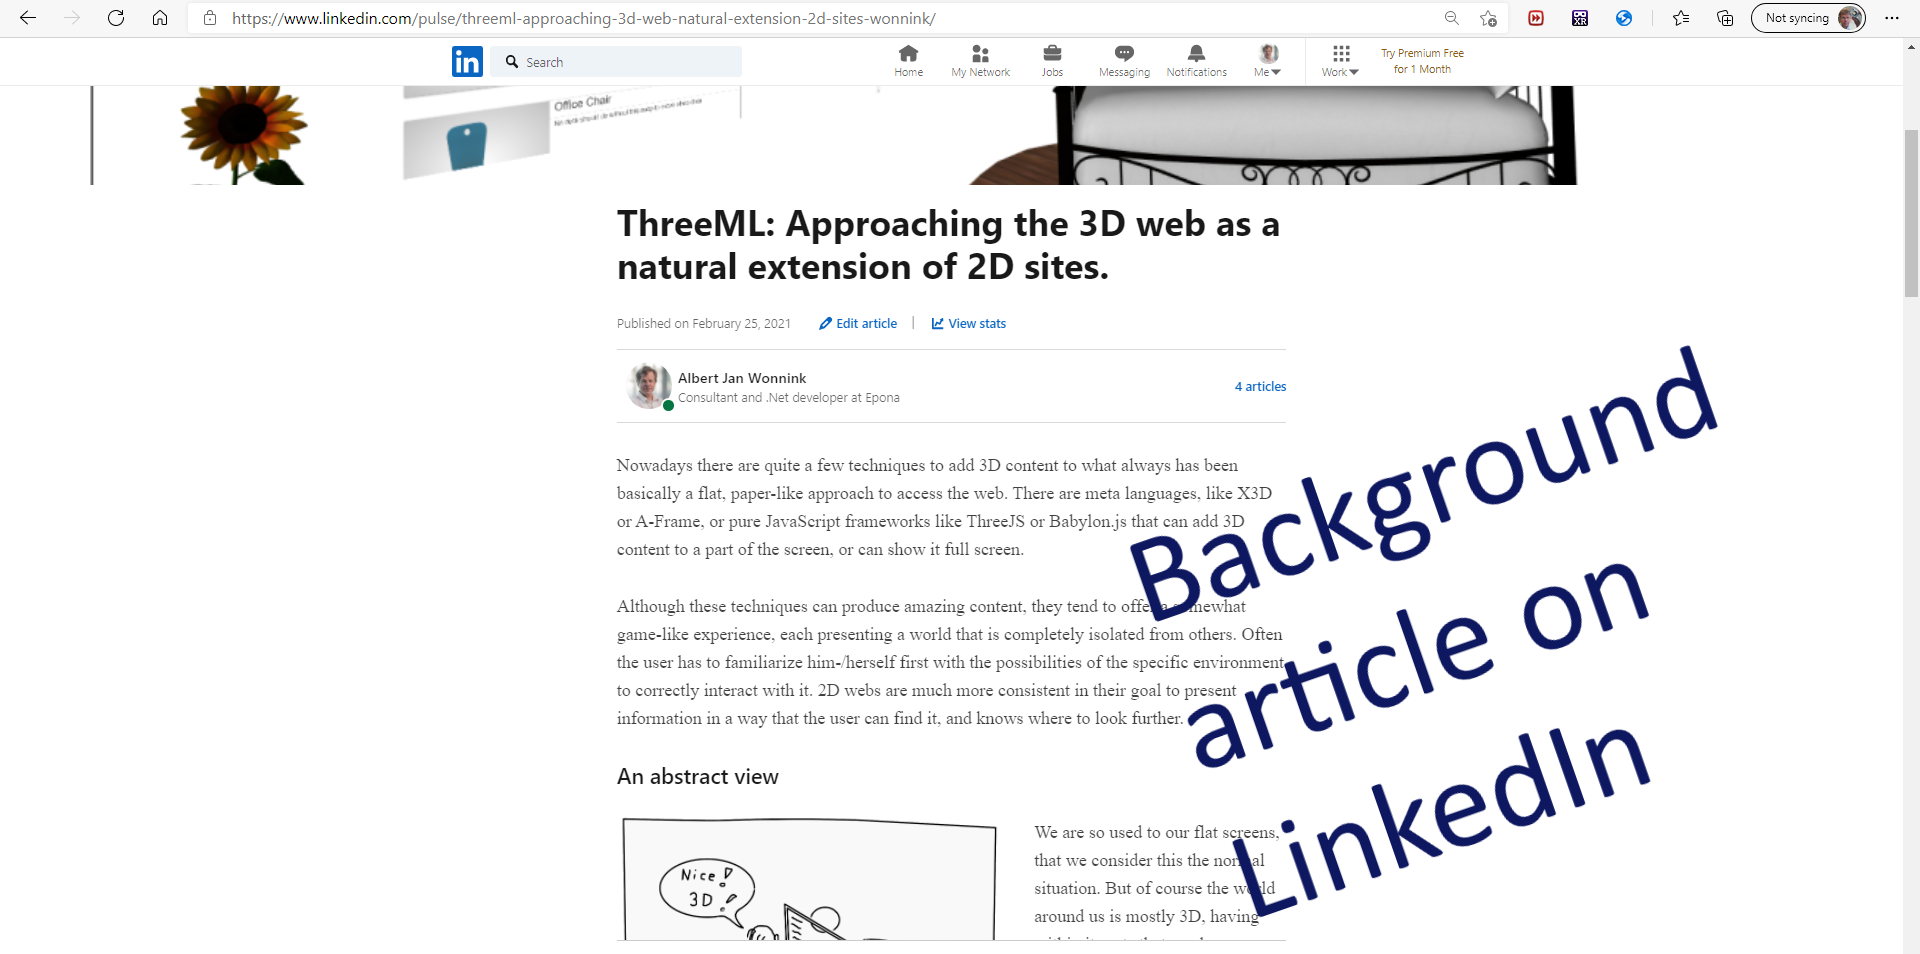 https://www.linkedin.com/pulse/threeml-approaching-3d-web-natural-extension-2d-sites-wonnink/
XR
Not syncing
in
Search
Home
My Network
Jobs
Messaging
Notifications
Me
Work
Try Premium Free
for 1 Month
Office Chair
ThreeML: Approaching the 3D web as a
natural extension of 2D sites.
Published on February 25, 2021
Edit article
View stats
Albert Jan Wonnink
Consultant and .Net developer at Epona
4 articles
Nowadays there are quite a few techniques to add 3D content to what always has been
basically a flat, paper-like approach to access the web. There are meta languages, like X3D
or A-Frame, or pure JavaScript frameworks like ThreeJS or Babylon.js that can add 3D
content to a part of the screen, or can show it full screen.
Although these techniques can produce amazing content, they tend to offer a somewhat
game-like experience, each presenting a world that is completely isolated from others. Often
the user has to familiarize him-/herself first with the possibilities of the specific environment
to correctly interact with it. 2D webs are much more consistent in their goal to present
information in a way that the user can find it, and knows where to look further.
An abstract view
Nice!
3D!
We are so used to our flat screens,
that we consider this the normal
situation. But of course the world
around us is mostly 3D, having
Background
article on
LinkedIn